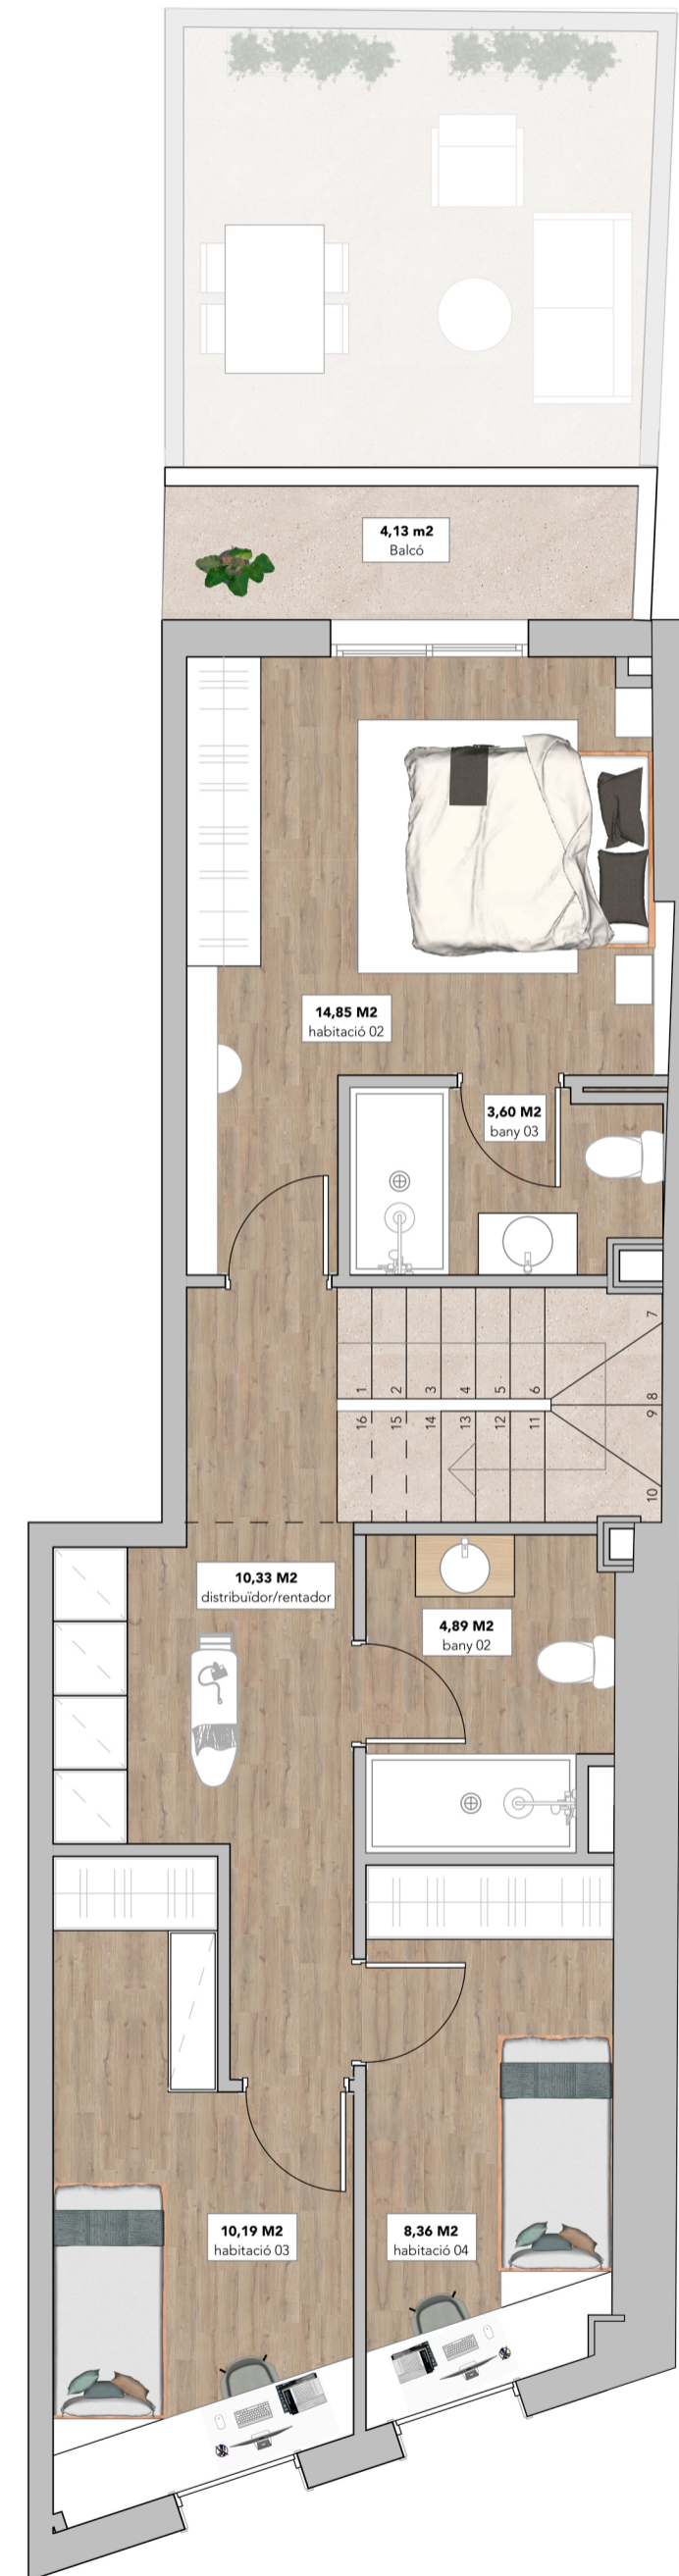 4,13 m2
Balcó
14,85 M2
habitació 02
3,60 M2
bany 03
7
1 2 3 4 5 6 8
16 15 14 13 12 11 9
10
10,33 M2
distribuïdor/rentador
4,89 M2
bany 02
10,19 M2
habitació 03
8,36 M2
habitació 04